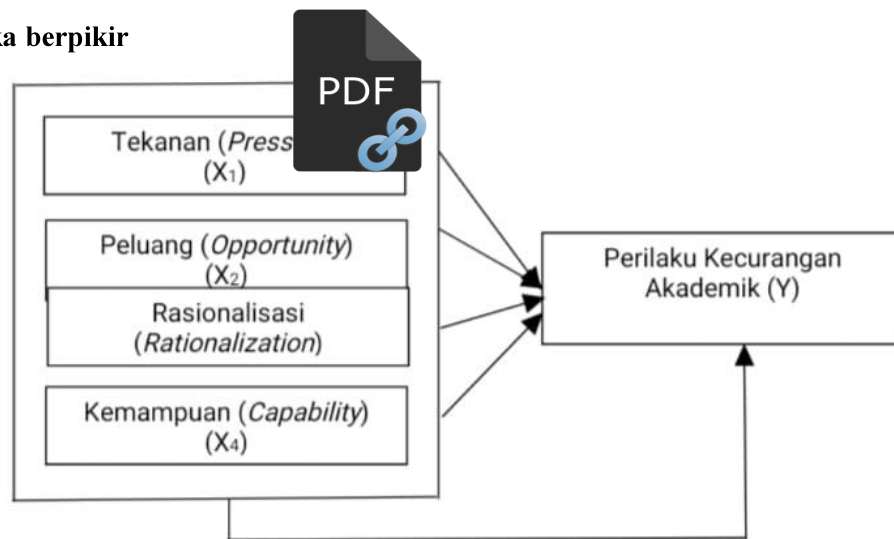 ka berpikir
PDF
Tekanan (Press
(X₁)
Peluang (Opportunity)
(X₂)
Rasionalisasi
(Rationalization)
Kemampuan (Capability)
(X₄)
Perilaku Kecurangan
Akademik (Y)